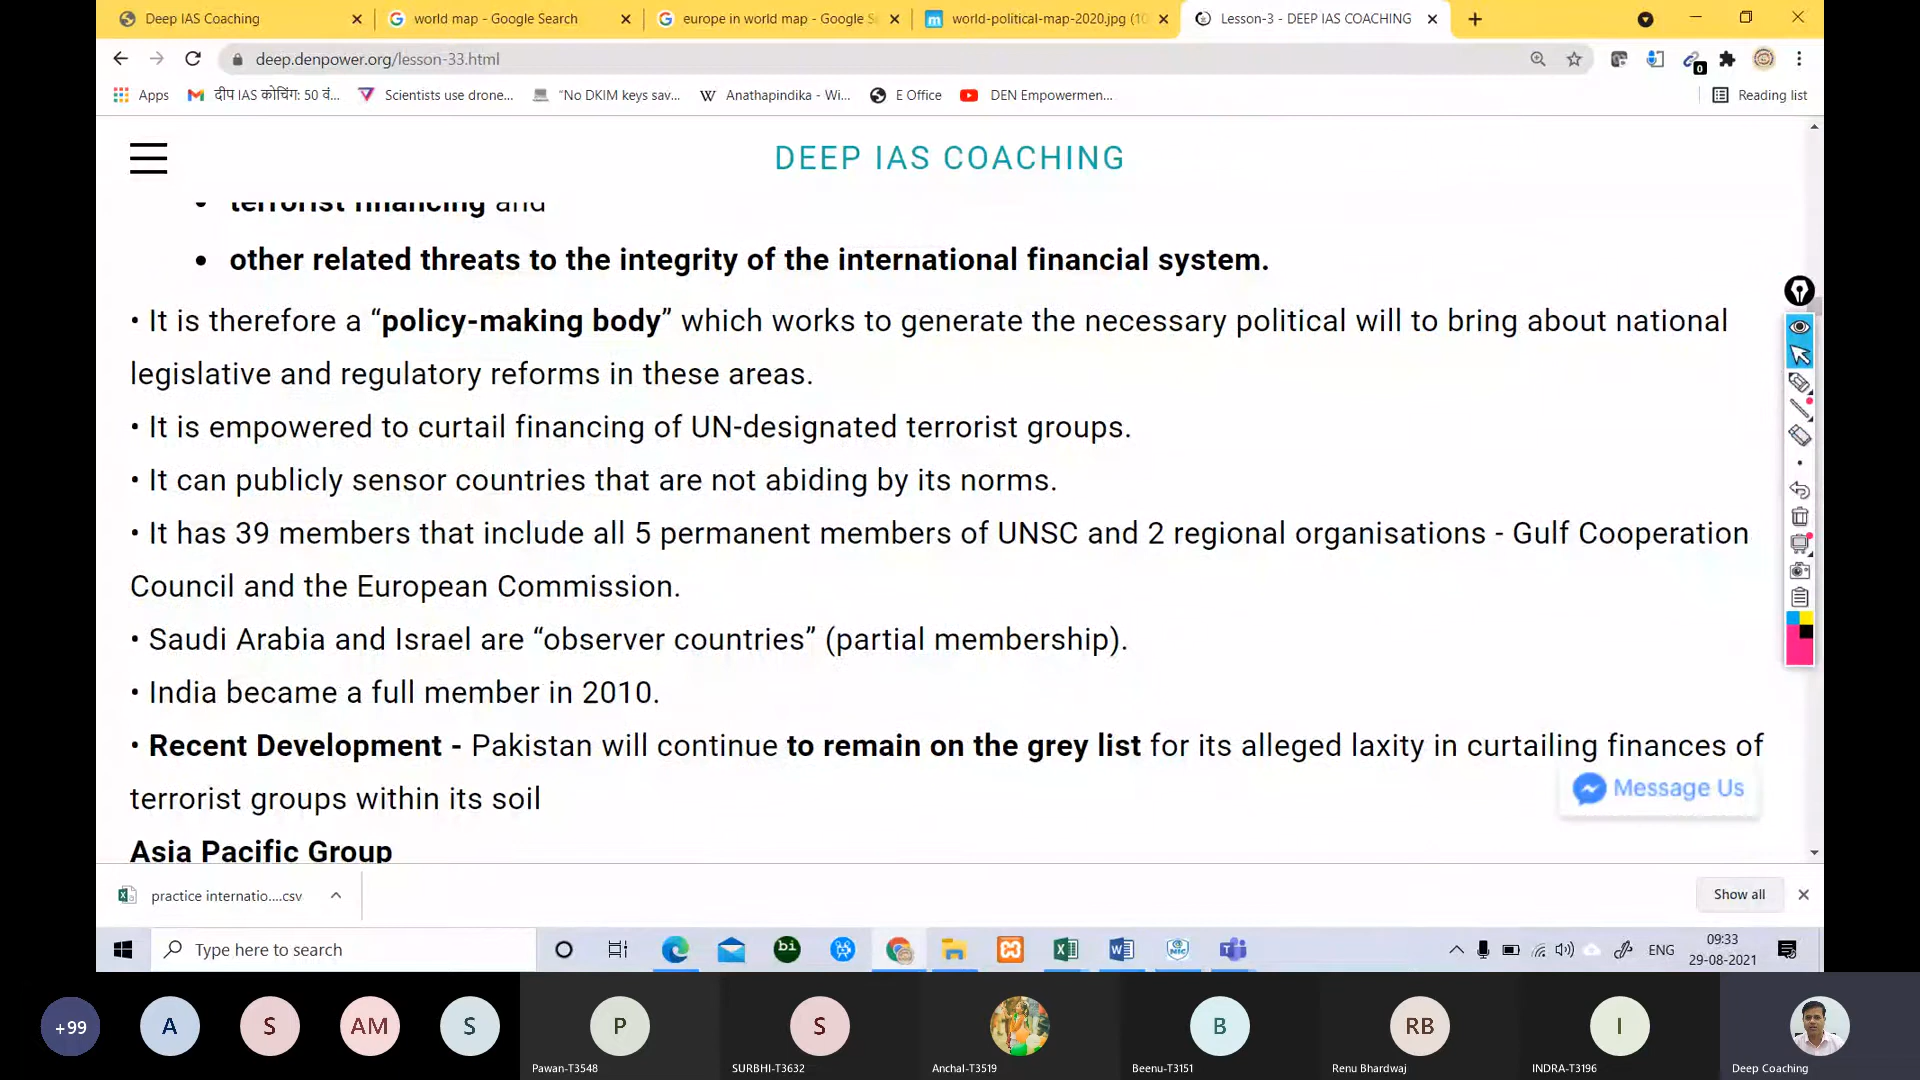 Deep IAS Coaching
world map - Google Search
europe in world map - Google S
world-political-map-2020.jpg (10
Lesson-3 - DEEP IAS COACHING
deep.denpower.org/lesson-33.html
0
Apps
दीप IAS कोचिंग: 50 वं...
Scientists use drone...
"No DKIM keys sav...
Anathapindika - Wi...
E Office
DEN Empowermen...
Reading list
DEEP IAS COACHING
terrorist financing and
• other related threats to the integrity of the international financial system.
• It is therefore a “policy-making body” which works to generate the necessary political will to bring about national
legislative and regulatory reforms in these areas.
• It is empowered to curtail financing of UN-designated terrorist groups.
• It can publicly sensor countries that are not abiding by its norms.
• It has 39 members that include all 5 permanent members of UNSC and 2 regional organisations - Gulf Cooperation
Council and the European Commission.
• Saudi Arabia and Israel are “observer countries” (partial membership).
• India became a full member in 2010.
• Recent Development - Pakistan will continue to remain on the grey list for its alleged laxity in curtailing finances of
terrorist groups within its soil
Message Us
Asia Pacific Group
practice internatio....csv
Show all
Type here to search
bi
ENG
09:33
29-08-2021
+99
A
S
AM
S
P
S
B
RB
I
Pawan-T3548
SURBHI-T3632
Anchal-T3519
Beenu-T3151
Renu Bhardwaj
INDRA-T3196
Deep Coaching